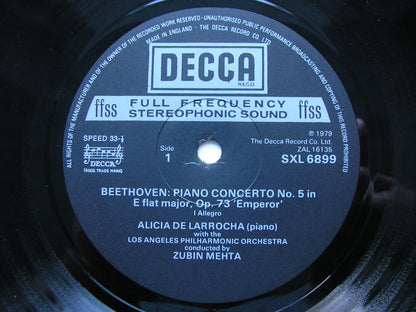 ALL RIGHTS OF THE MANUFACTURER AND OF THE OWNER OF THE RECORDED WORK RESERVED · UNAUTHORISED PUBLIC PERFORMANCE BROADCASTING AND COPYING OF THIS RECORD PROHIBITED
MADE IN ENGLAND · THE DECCA RECORD CO LTD
DECCA
REGD.
ffss
FULL FREQUENCY
STEREOPHONIC SOUND
ffss
SPEED 33⅓
DECCA
TRADE MARK
Side
1
℗ 1979
The Decca Record Co. Ltd.
ZAL 16135
SXL 6899
BEETHOVEN: PIANO CONCERTO No. 5 in
E flat major, Op. 73 'Emperor'
I Allegro
ALICIA DE LARROCHA (piano)
with the
LOS ANGELES PHILHARMONIC ORCHESTRA
conducted by
ZUBIN MEHTA